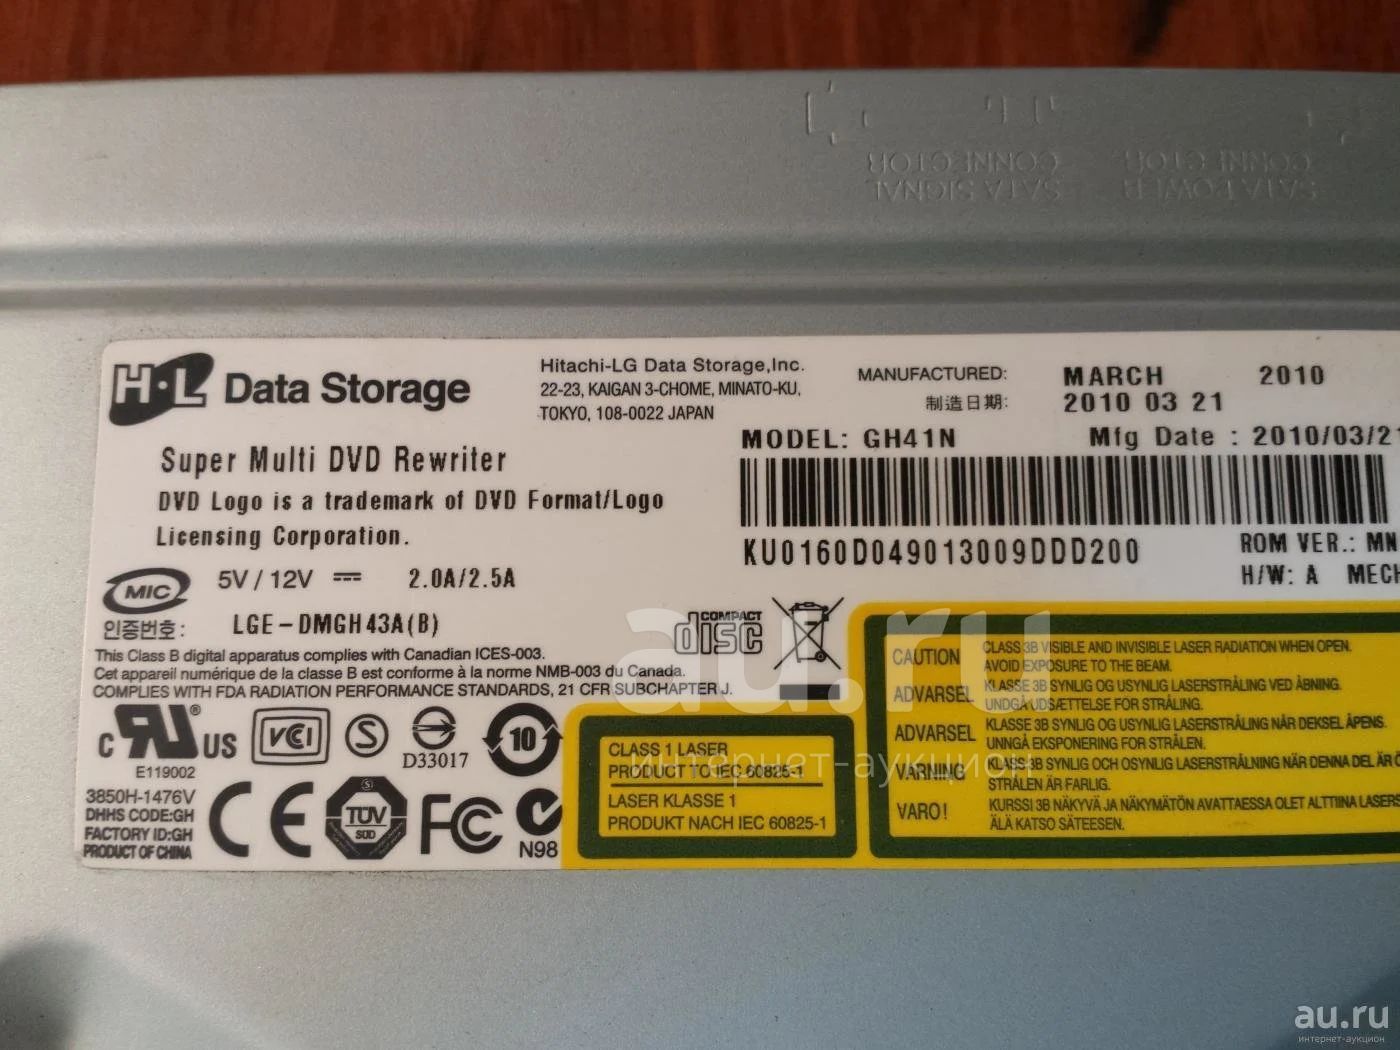 SATA SIGNAL
CONNECTOR
SATA POWER
CONNECTOR
H·L Data Storage
Hitachi-LG Data Storage,Inc.
22-23, KAIGAN 3-CHOME, MINATO-KU,
TOKYO, 108-0022 JAPAN
MANUFACTURED: MARCH 2010
制造日期: 2010 03 21
Super Multi DVD Rewriter
DVD Logo is a trademark of DVD Format/Logo
Licensing Corporation.
MODEL: GH41N Mfg Date : 2010/03/21
KU0160D049013009DDD200
ROM VER.: MN
H/W: A MECH
MIC 5V / 12V 2.0A/2.5A
인증번호: LGE-DMGH43A(B)
This Class B digital apparatus complies with Canadian ICES-003.
Cet appareil numérique de la classe B est conforme à la norme NMB-003 du Canada.
COMPLIES WITH FDA RADIATION PERFORMANCE STANDARDS, 21 CFR SUBCHAPTER J.
COMPACT
disc
c RU ® US
E119002
VCI
S
D33017
10
3850H-1476V
DHHS CODE:GH
FACTORY ID:GH
PRODUCT OF CHINA
CE
S
TÜV
SÜD
FC
N98
CLASS 1 LASER
PRODUCT TO IEC 60825-1
LASER KLASSE 1
PRODUKT NACH IEC 60825-1
CAUTION CLASS 3B VISIBLE AND INVISIBLE LASER RADIATION WHEN OPEN.
AVOID EXPOSURE TO THE BEAM.
ADVARSEL KLASSE 3B SYNLIG OG USYNLIG LASERSTRÅLING VED ÅBNING.
UNDGÅ UDSÆTTELSE FOR STRÅLING.
ADVARSEL KLASSE 3B SYNLIG OG USYNLIG LASERSTRÅLING NÅR DEKSEL ÅPENS.
UNNGÅ EKSPONERING FOR STRÅLEN.
VARNING KLASS 3B SYNLIG OCH OSYNLIG LASERSTRÅLNING NÄR DENNA DEL ÄR
STRÅLEN ÄR FARLIG.
VARO! KURSSI 3B NÄKYVÄ JA NÄKYMÄTÖN AVATTAESSA OLET ALTTIINA LASERS
ÄLÄ KATSO SÄTEESEN.
au.ru
интернет-аукцион
au.ru
интернет-аукцион